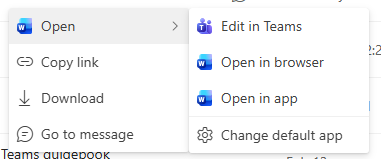 Open
Copy link
Download
Go to message
Edit in Teams
Open in browser
Open in app
Change default app
Teams guidebook